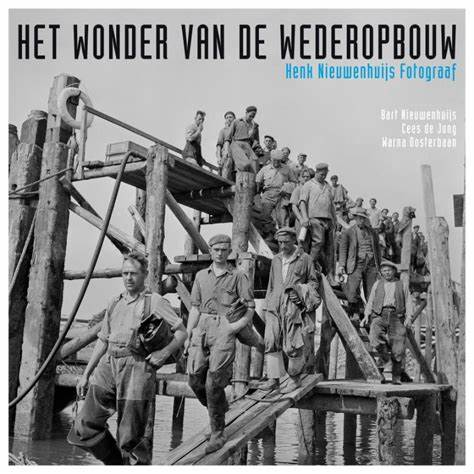 HET WONDER VAN DE WEDEROPBOUW
Henk Nieuwenhuijs Fotograaf
Bart Nieuwenhuijs
Cees de Jong
Warna Oosterbaan